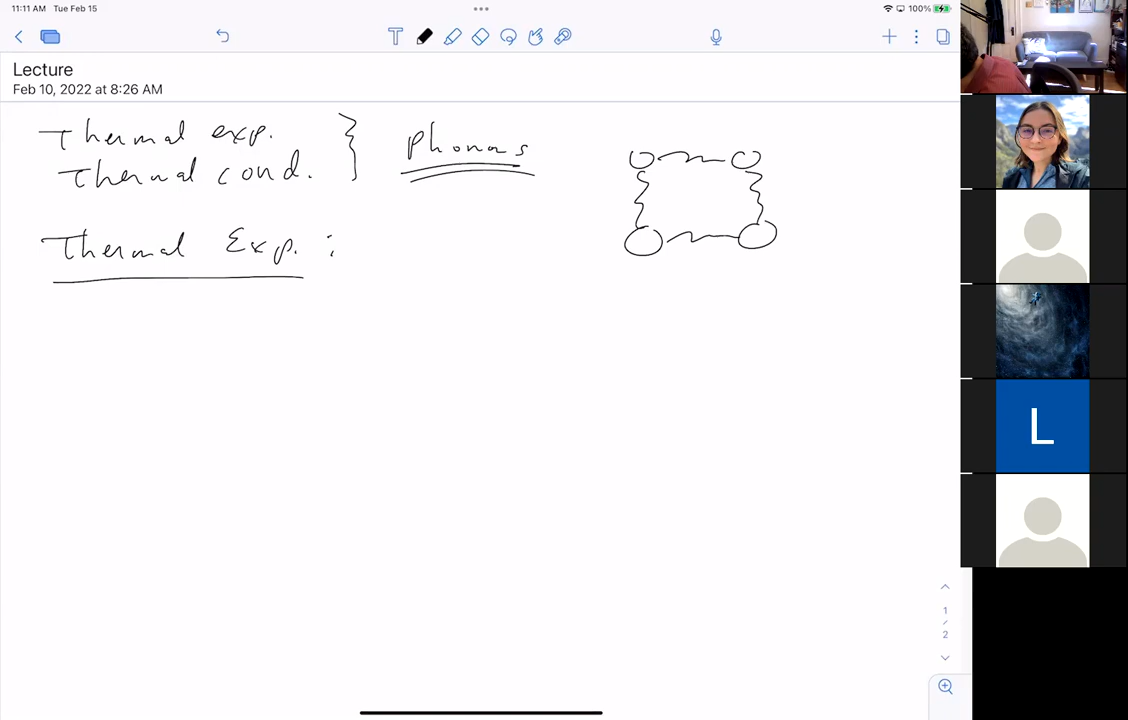 11:11 AM Tue Feb 15
100%
Lecture
Feb 10, 2022 at 8:26 AM
Thermal exp.
Thermal cond.
Phonons
Thermal Exp. :
L
1
/
2